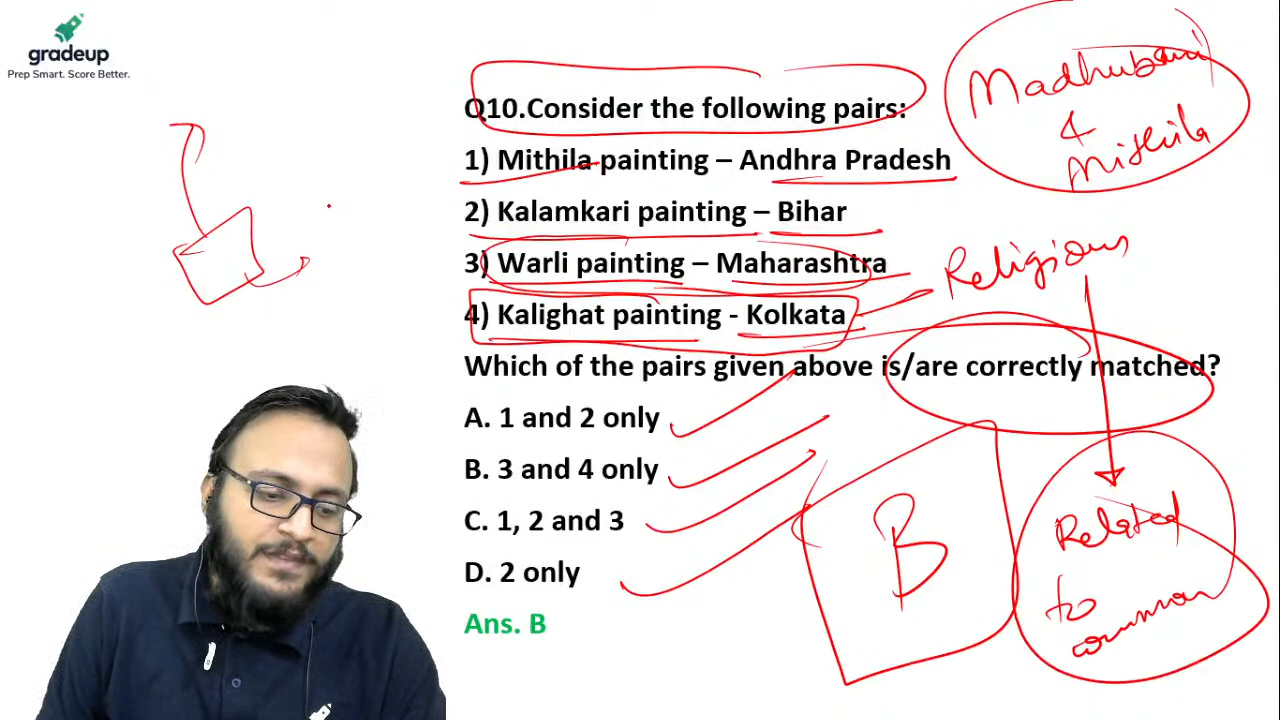 gradeup
Prep Smart. Score Better.
Madhubani
&
Mithila
Q10.Consider the following pairs:
1) Mithila painting – Andhra Pradesh
2) Kalamkari painting – Bihar
3) Warli painting – Maharashtra
4) Kalighat painting - Kolkata
Religious
Which of the pairs given above is/are correctly matched?
A. 1 and 2 only
B. 3 and 4 only
C. 1, 2 and 3
D. 2 only
Ans. B
B
Related
to
common